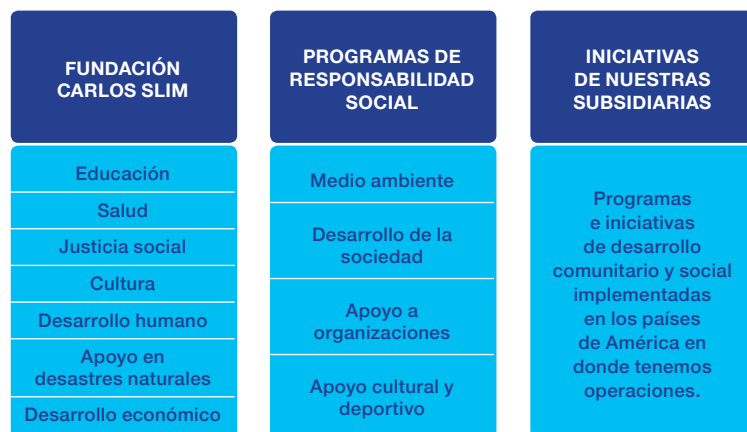 FUNDACIÓN
CARLOS SLIM
Educación
Salud
Justicia social
Cultura
Desarrollo humano
Apoyo en
desastres naturales
Desarrollo económico
PROGRAMAS DE
RESPONSABILIDAD
SOCIAL
Medio ambiente
Desarrollo de la
sociedad
Apoyo a
organizaciones
Apoyo cultural y
deportivo
INICIATIVAS
DE NUESTRAS
SUBSIDIARIAS
Programas
e iniciativas
de desarrollo
comunitario y social
implementadas
en los países
de América en
donde tenemos
operaciones.